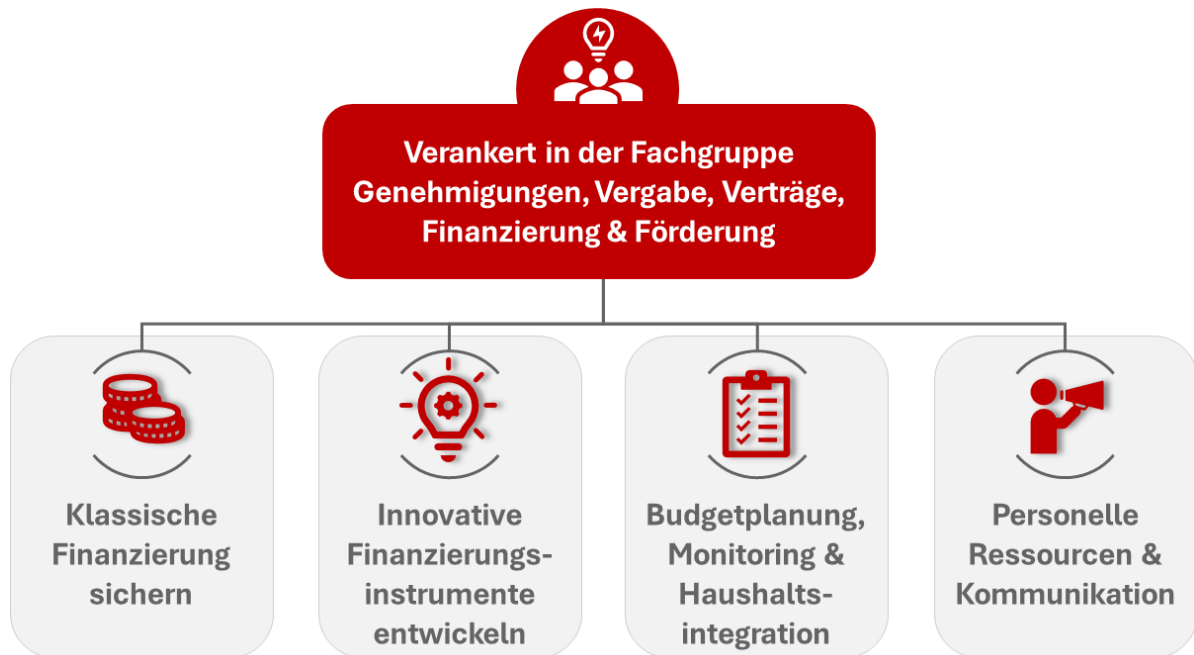 Verankert in der Fachgruppe
Genehmigungen, Vergabe, Verträge,
Finanzierung & Förderung
Klassische
Finanzierung
sichern
Innovative
Finanzierungs-
instrumente
entwickeln
Budgetplanung,
Monitoring &
Haushalts-
integration
Personelle
Ressourcen &
Kommunikation